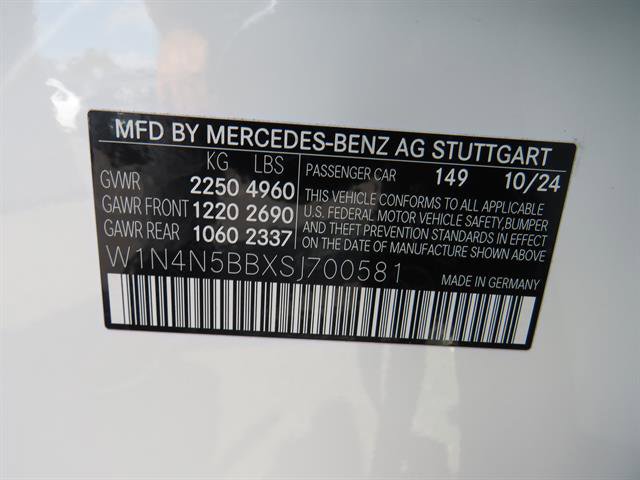 MFD BY MERCEDES-BENZ AG STUTTGART
KG LBS
GVWR 2250 4960
GAWR FRONT 1220 2690
GAWR REAR 1060 2337
PASSENGER CAR 149 10/24
THIS VEHICLE CONFORMS TO ALL APPLICABLE
U.S. FEDERAL MOTOR VEHICLE SAFETY, BUMPER
AND THEFT PREVENTION STANDARDS IN EFFECT
ON THE DATE OF MANUFACTURE SHOWN ABOVE
W1N4N5BBXSJ700581 MADE IN GERMANY